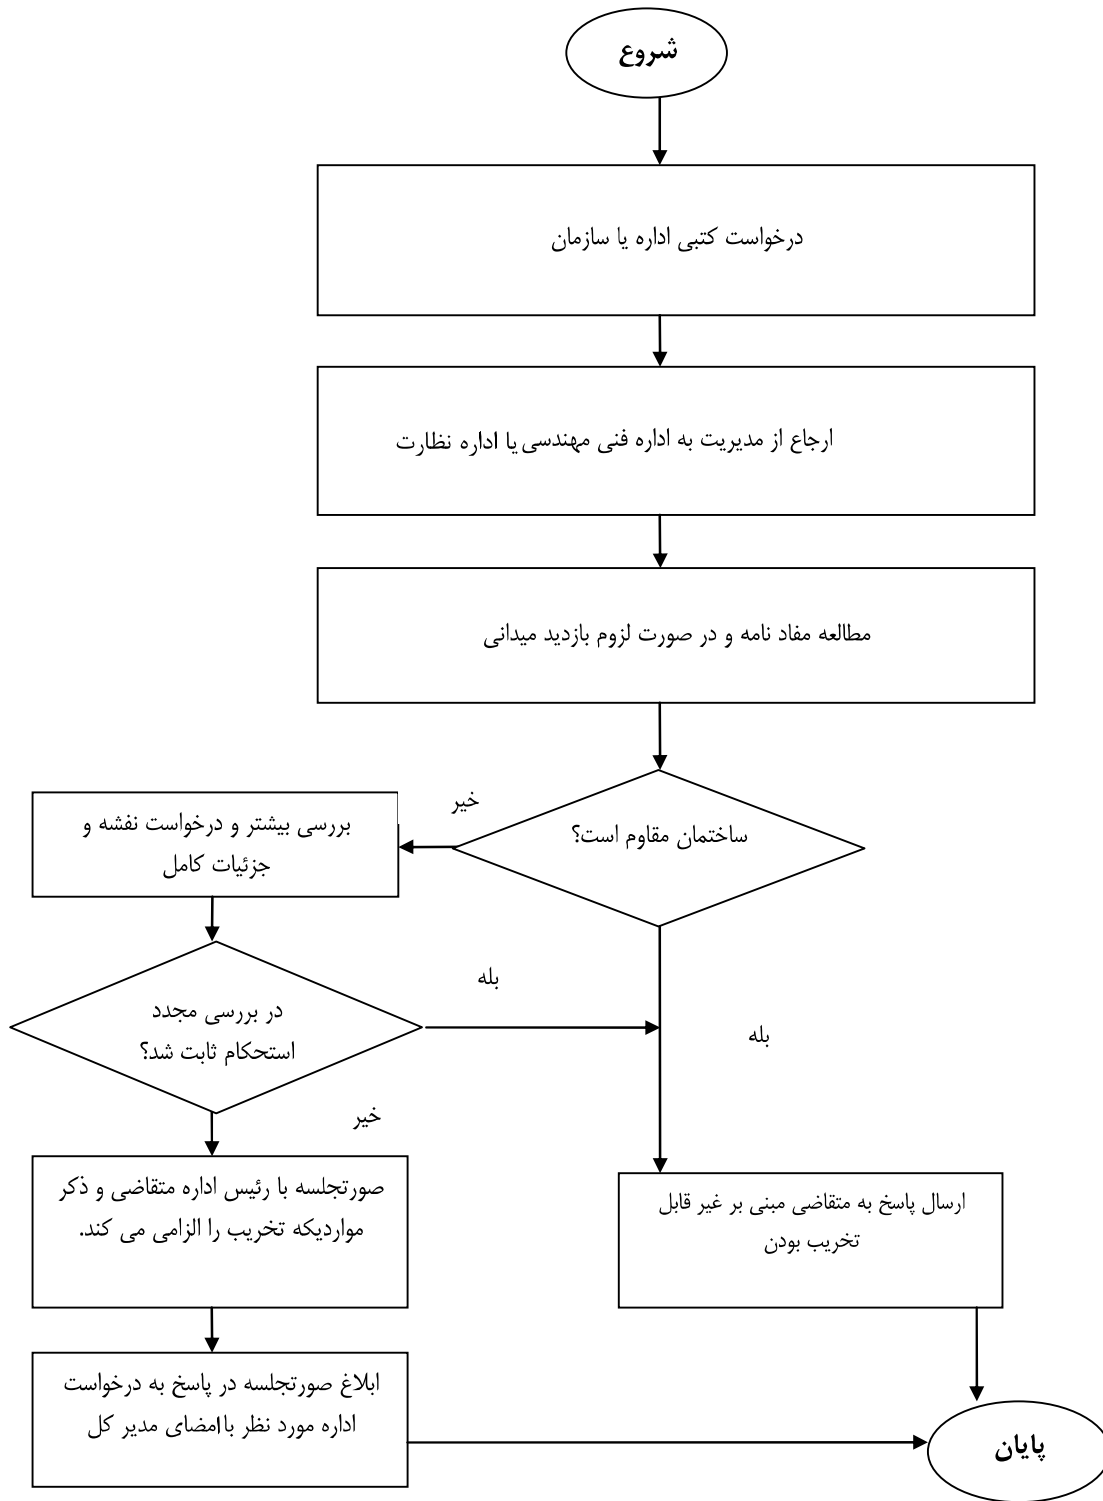 شروع
درخواست کتبی اداره یا سازمان
ارجاع از مدیریت به اداره فنی مهندسی یا اداره نظارت
مطالعه مفاد نامه و در صورت لزوم بازدید میدانی
ساختمان مقاوم است؟
خیر
بررسی بیشتر و درخواست نقشه و
جزئیات کامل
در بررسی مجدد
استحکام ثابت شد؟
بله
بله
خیر
صورتجلسه با رئیس اداره متقاضی و ذکر
مواردیکه تخریب را الزامی می کند.
ارسال پاسخ به متقاضی مبنی بر غیر قابل
تخریب بودن
ابلاغ صورتجلسه در پاسخ به درخواست
اداره مورد نظر با امضای مدیر کل
پایان